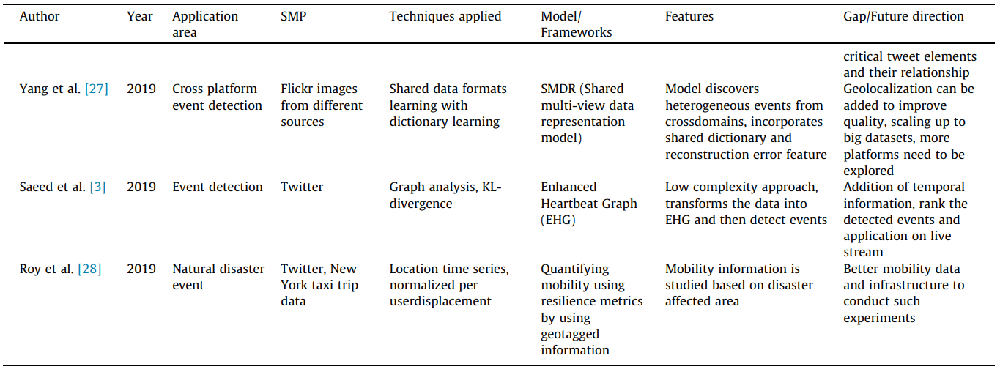 Author
Year
Application
area
SMP
Techniques applied
Model/
Frameworks
Features
Gap/Future direction
critical tweet elements
and their relationship
Yang et al. [27]
2019
Cross platform
event detection
Flickr images
from different
sources
Shared data formats
learning with
dictionary learning
SMDR (Shared
multi-view data
representation
model)
Model discovers
heterogeneous events from
crossdomains, incorporates
shared dictionary and
reconstruction error feature
Geolocalization can be
added to improve
quality, scaling up to
big datasets, more
platforms need to be
explored
Saeed et al. [3]
2019
Event detection
Twitter
Graph analysis, KL-
divergence
Enhanced
Heartbeat Graph
(EHG)
Low complexity approach,
transforms the data into
EHG and then detect events
Addition of temporal
information, rank the
detected events and
application on live
stream
Roy et al. [28]
2019
Natural disaster
event
Twitter, New
York taxi trip
data
Location time series,
normalized per
userdisplacement
Quantifying
mobility using
resilience metrics
by using
geotagged
information
Mobility information is
studied based on disaster
affected area
Better mobility data
and infrastructure to
conduct such
experiments